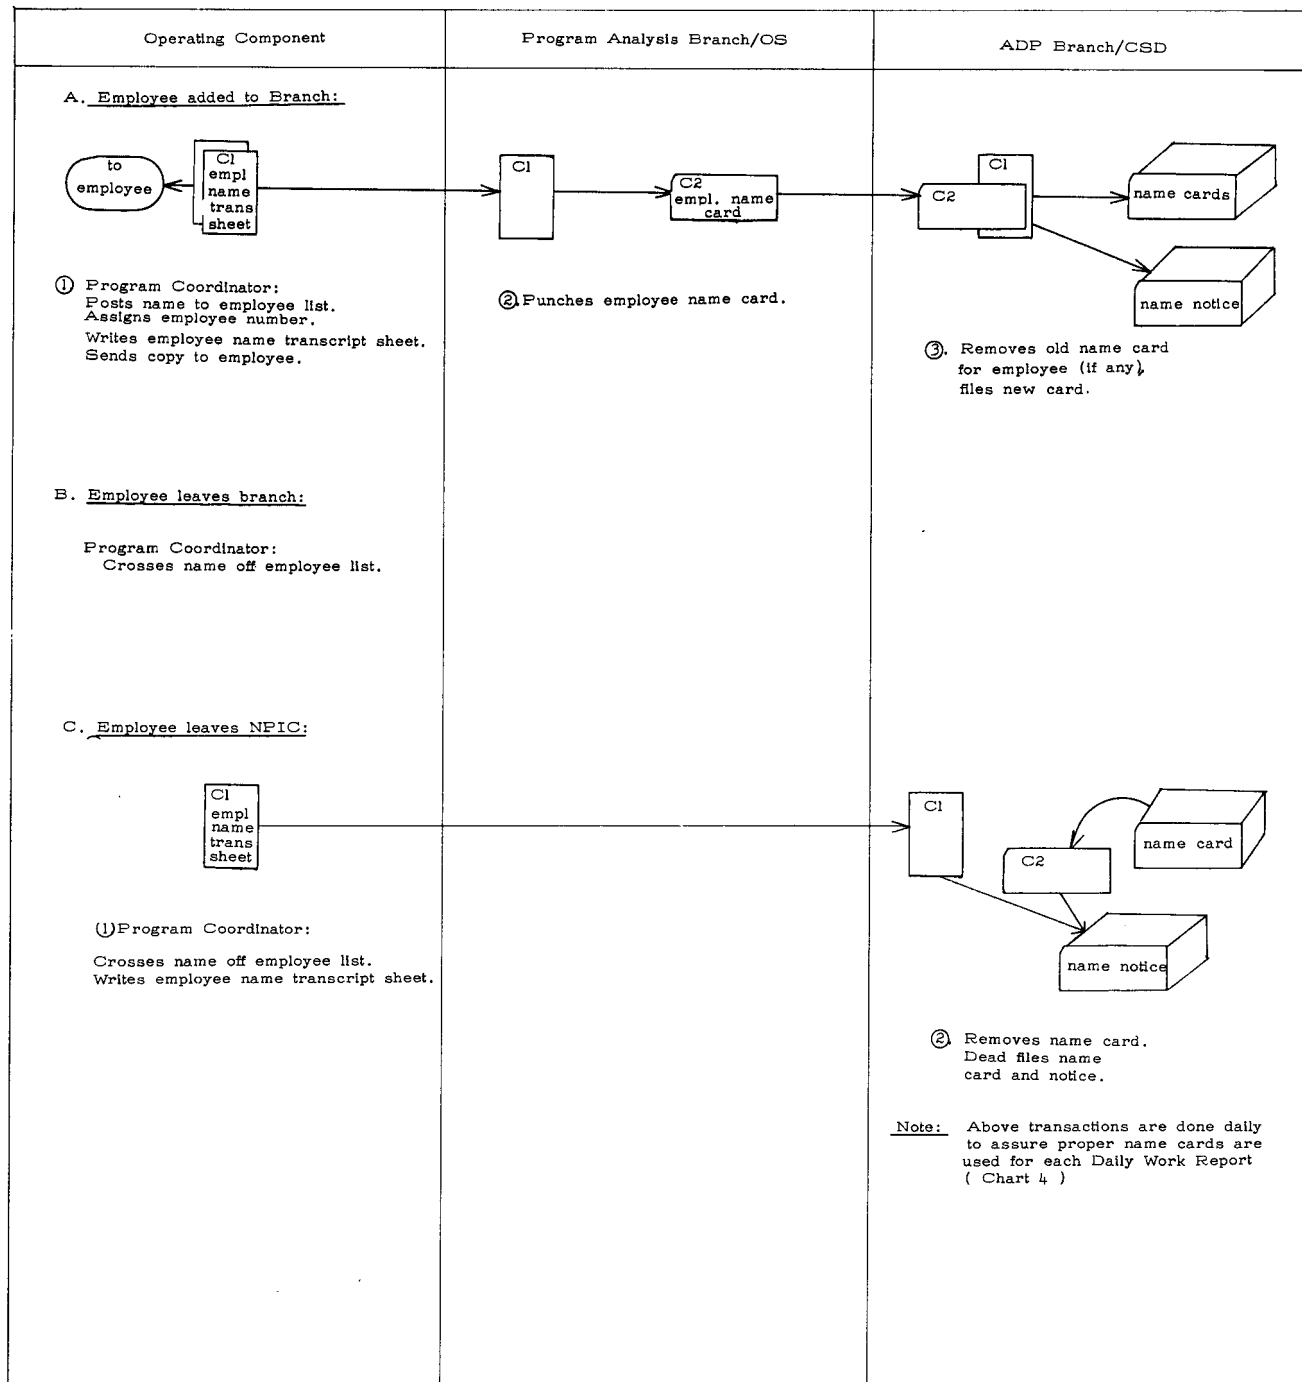 Operating Component
Program Analysis Branch/OS
ADP Branch/CSD
A. Employee added to Branch:
to
employee
C1
empl
name
trans
sheet
C1
C2
empl. name
card
C1
C2
name cards
name notice
① Program Coordinator:
Posts name to employee list.
Assigns employee number.
Writes employee name transcript sheet.
Sends copy to employee.
②. Punches employee name card.
③. Removes old name card
for employee (if any),
files new card.
B. Employee leaves branch:
Program Coordinator:
Crosses name off employee list.
C. Employee leaves NPIC:
C1
empl
name
trans
sheet
C1
C2
name card
name notice
(1) Program Coordinator:
Crosses name off employee list.
Writes employee name transcript sheet.
②. Removes name card.
Dead files name
card and notice.
Note: Above transactions are done daily
to assure proper name cards are
used for each Daily Work Report
( Chart 4 )